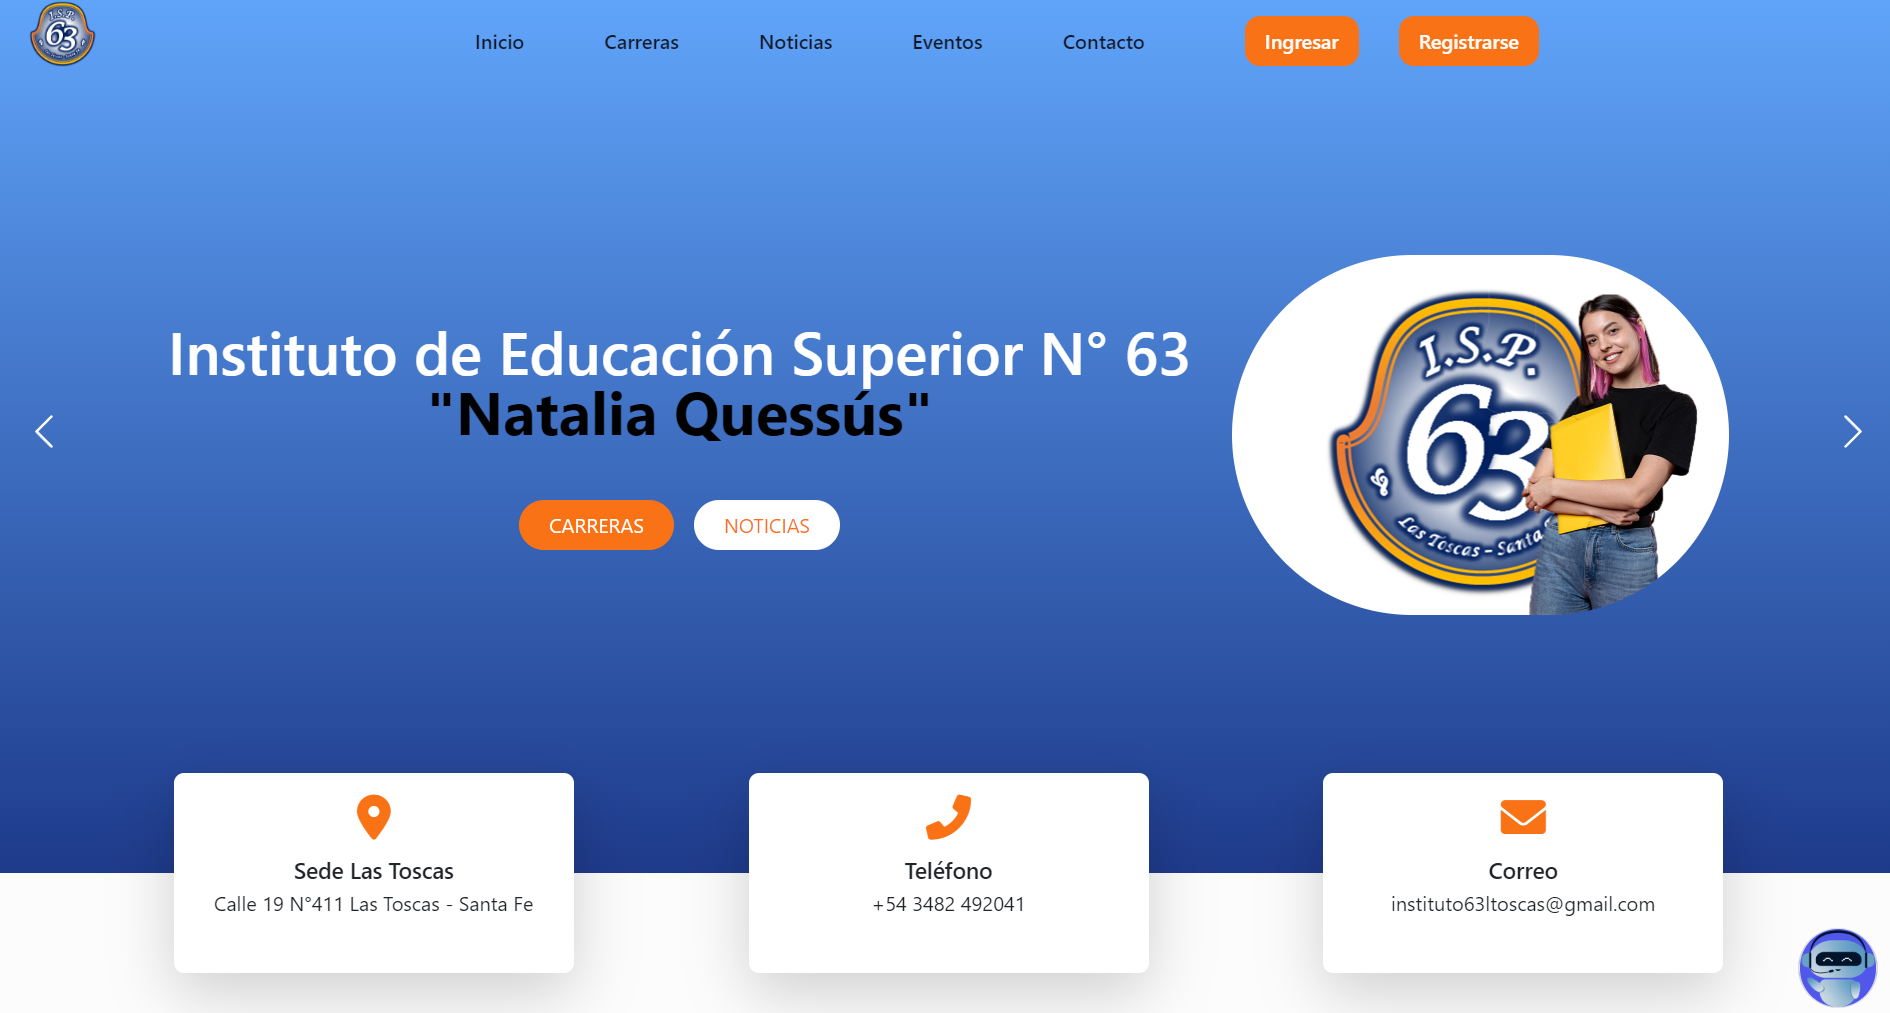 I.S.P.
63
Inicio
Carreras
Noticias
Eventos
Contacto
Ingresar
Registrarse
Instituto de Educación Superior N° 63
"Natalia Quessús"
CARRERAS
NOTICIAS
I.S.P.
63
Las Toscas - Santa
Sede Las Toscas
Calle 19 N°411 Las Toscas - Santa Fe
Teléfono
+54 3482 492041
Correo
instituto63ltoscas@gmail.com